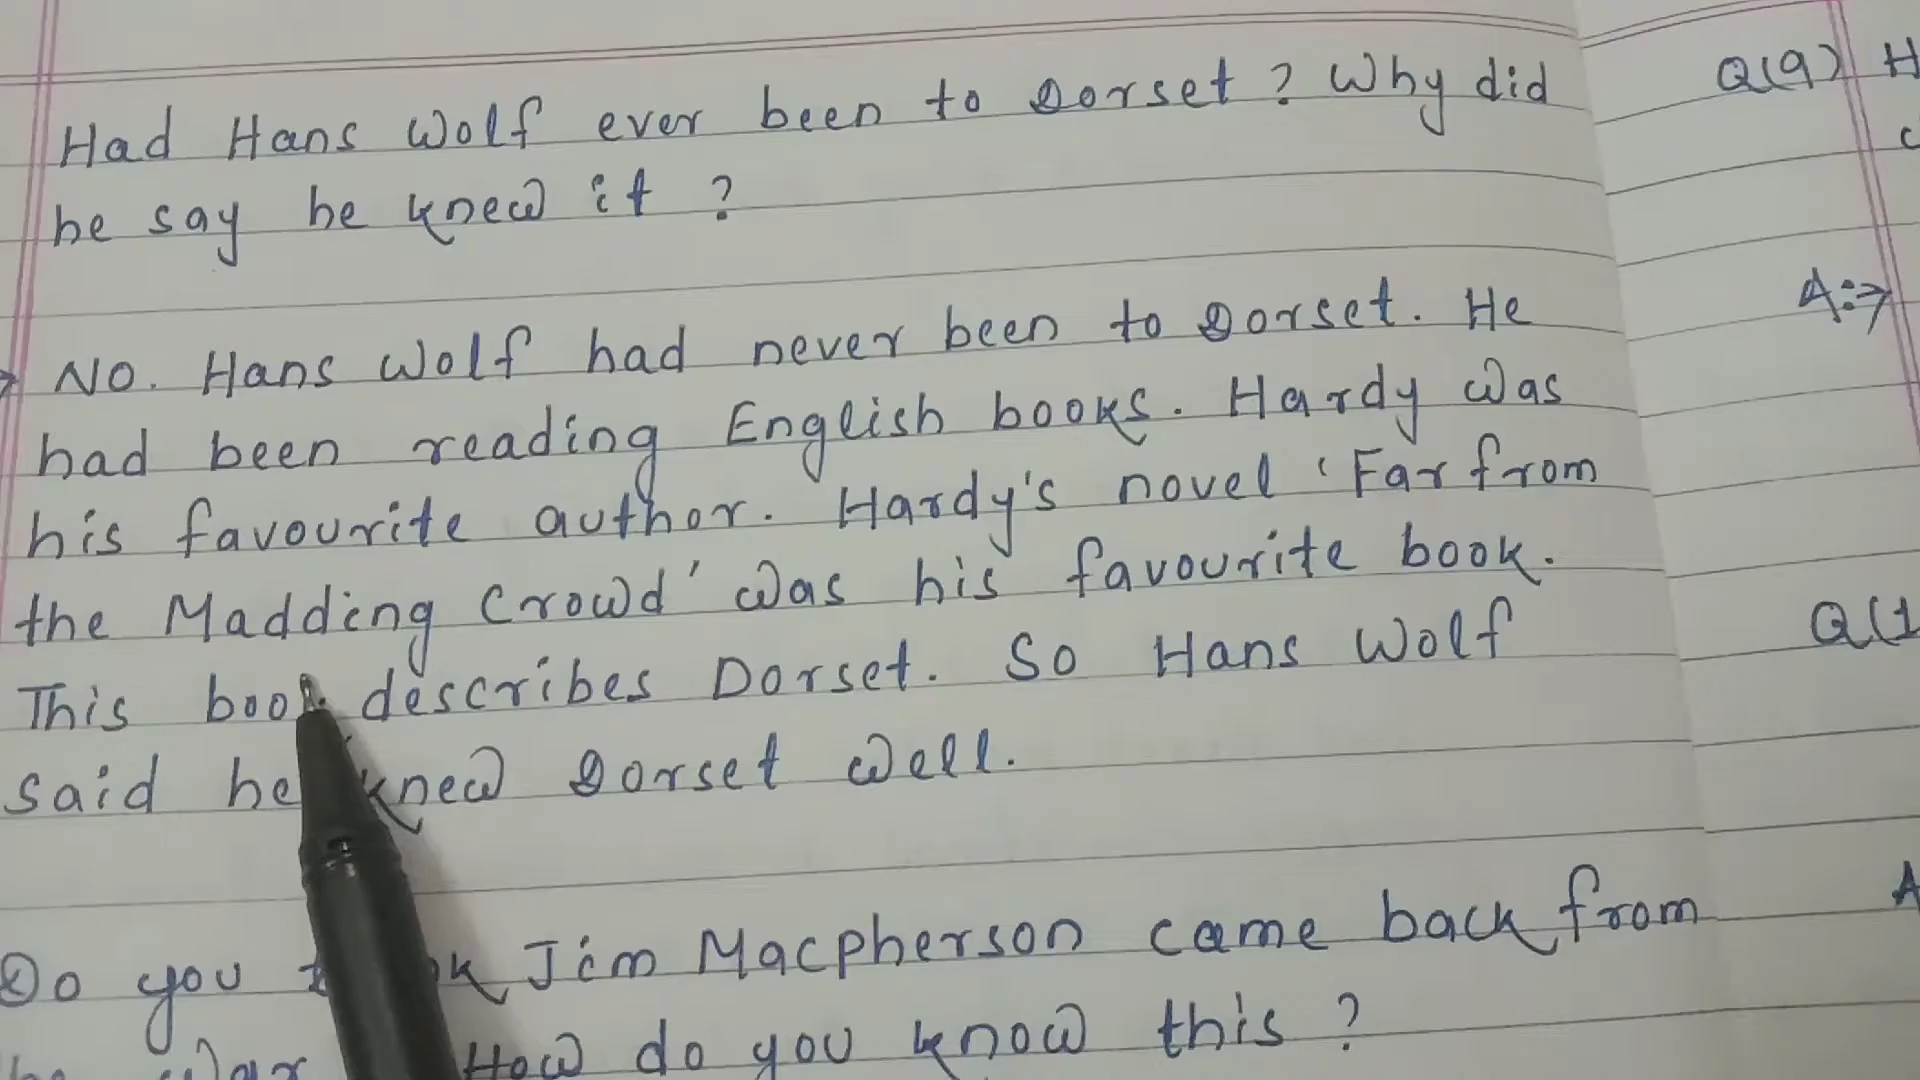 Had Hans Wolf ever been to Dorset ? Why did
he say he knew it ?
No. Hans Wolf had never been to Dorset. He
had been reading English books. Hardy was
his favourite author. Hardy's novel 'Far from
the Madding Crowd' was his favourite book.
This book describes Dorset. So Hans Wolf
said he knew Dorset well.
Do you Jim Macpherson came back from
How do you know this ?
Q(9) H
A:→
Q(1
A